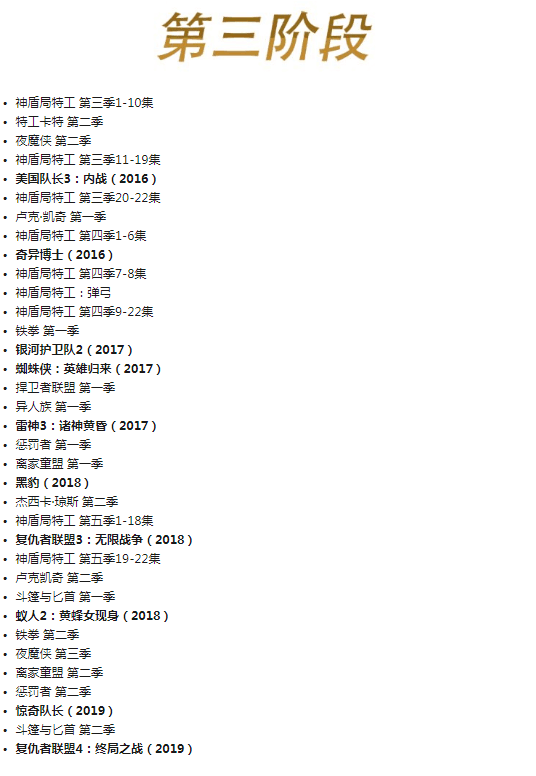 第三阶段
• 神盾局特工 第三季1-10集
• 特工卡特 第二季
• 夜魔侠 第二季
• 神盾局特工 第三季11-19集
• 美国队长3：内战（2016）
• 神盾局特工 第三季20-22集
• 卢克·凯奇 第一季
• 神盾局特工 第四季1-6集
• 奇异博士（2016）
• 神盾局特工 第四季7-8集
• 神盾局特工：弹弓
• 神盾局特工 第四季9-22集
• 铁拳 第一季
• 银河护卫队2（2017）
• 蜘蛛侠：英雄归来（2017）
• 捍卫者联盟 第一季
• 异人族 第一季
• 雷神3：诸神黄昏（2017）
• 惩罚者 第一季
• 离家童盟 第一季
• 黑豹（2018）
• 杰西卡·琼斯 第二季
• 神盾局特工 第五季1-18集
• 复仇者联盟3：无限战争（2018）
• 神盾局特工 第五季19-22集
• 卢克凯奇 第二季
• 斗篷与匕首 第一季
• 蚁人2：黄蜂女现身（2018）
• 铁拳 第二季
• 夜魔侠 第三季
• 离家童盟 第二季
• 惩罚者 第二季
• 惊奇队长（2019）
• 斗篷与匕首 第二季
• 复仇者联盟4：终局之战（2019）